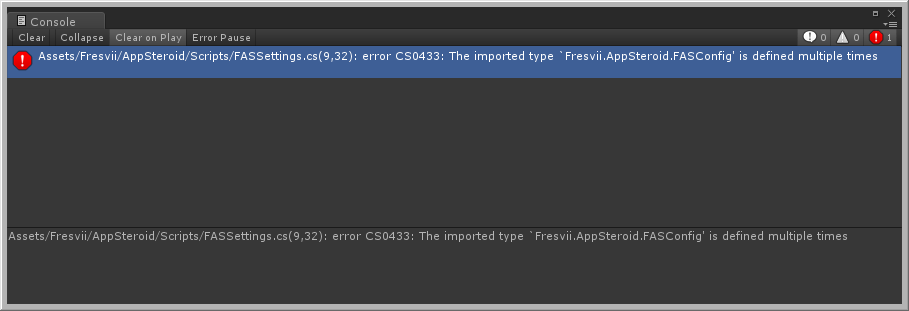 Console
Clear Collapse Clear on Play Error Pause 0 0 1
Assets/Fresvii/AppSteroid/Scripts/FASSettings.cs(9,32): error CS0433: The imported type `Fresvii.AppSteroid.FASConfig' is defined multiple times
Assets/Fresvii/AppSteroid/Scripts/FASSettings.cs(9,32): error CS0433: The imported type `Fresvii.AppSteroid.FASConfig' is defined multiple times